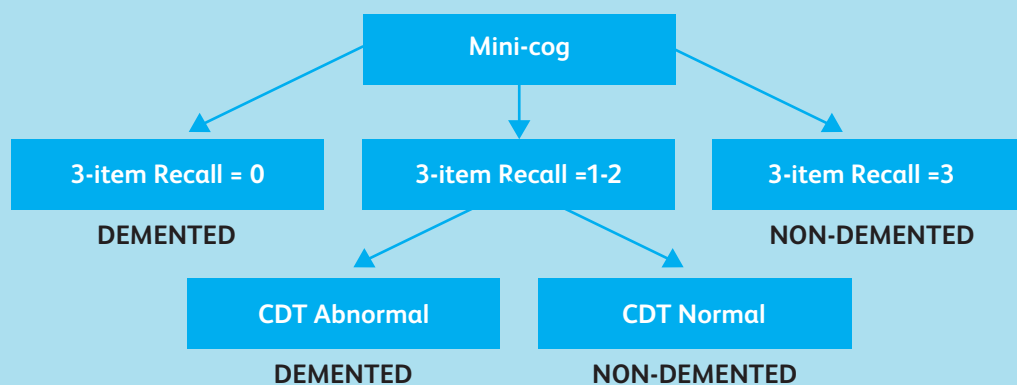 Mini-cog
3-item Recall = 0
3-item Recall =1-2
3-item Recall =3
DEMENTED
NON-DEMENTED
CDT Abnormal
CDT Normal
DEMENTED
NON-DEMENTED